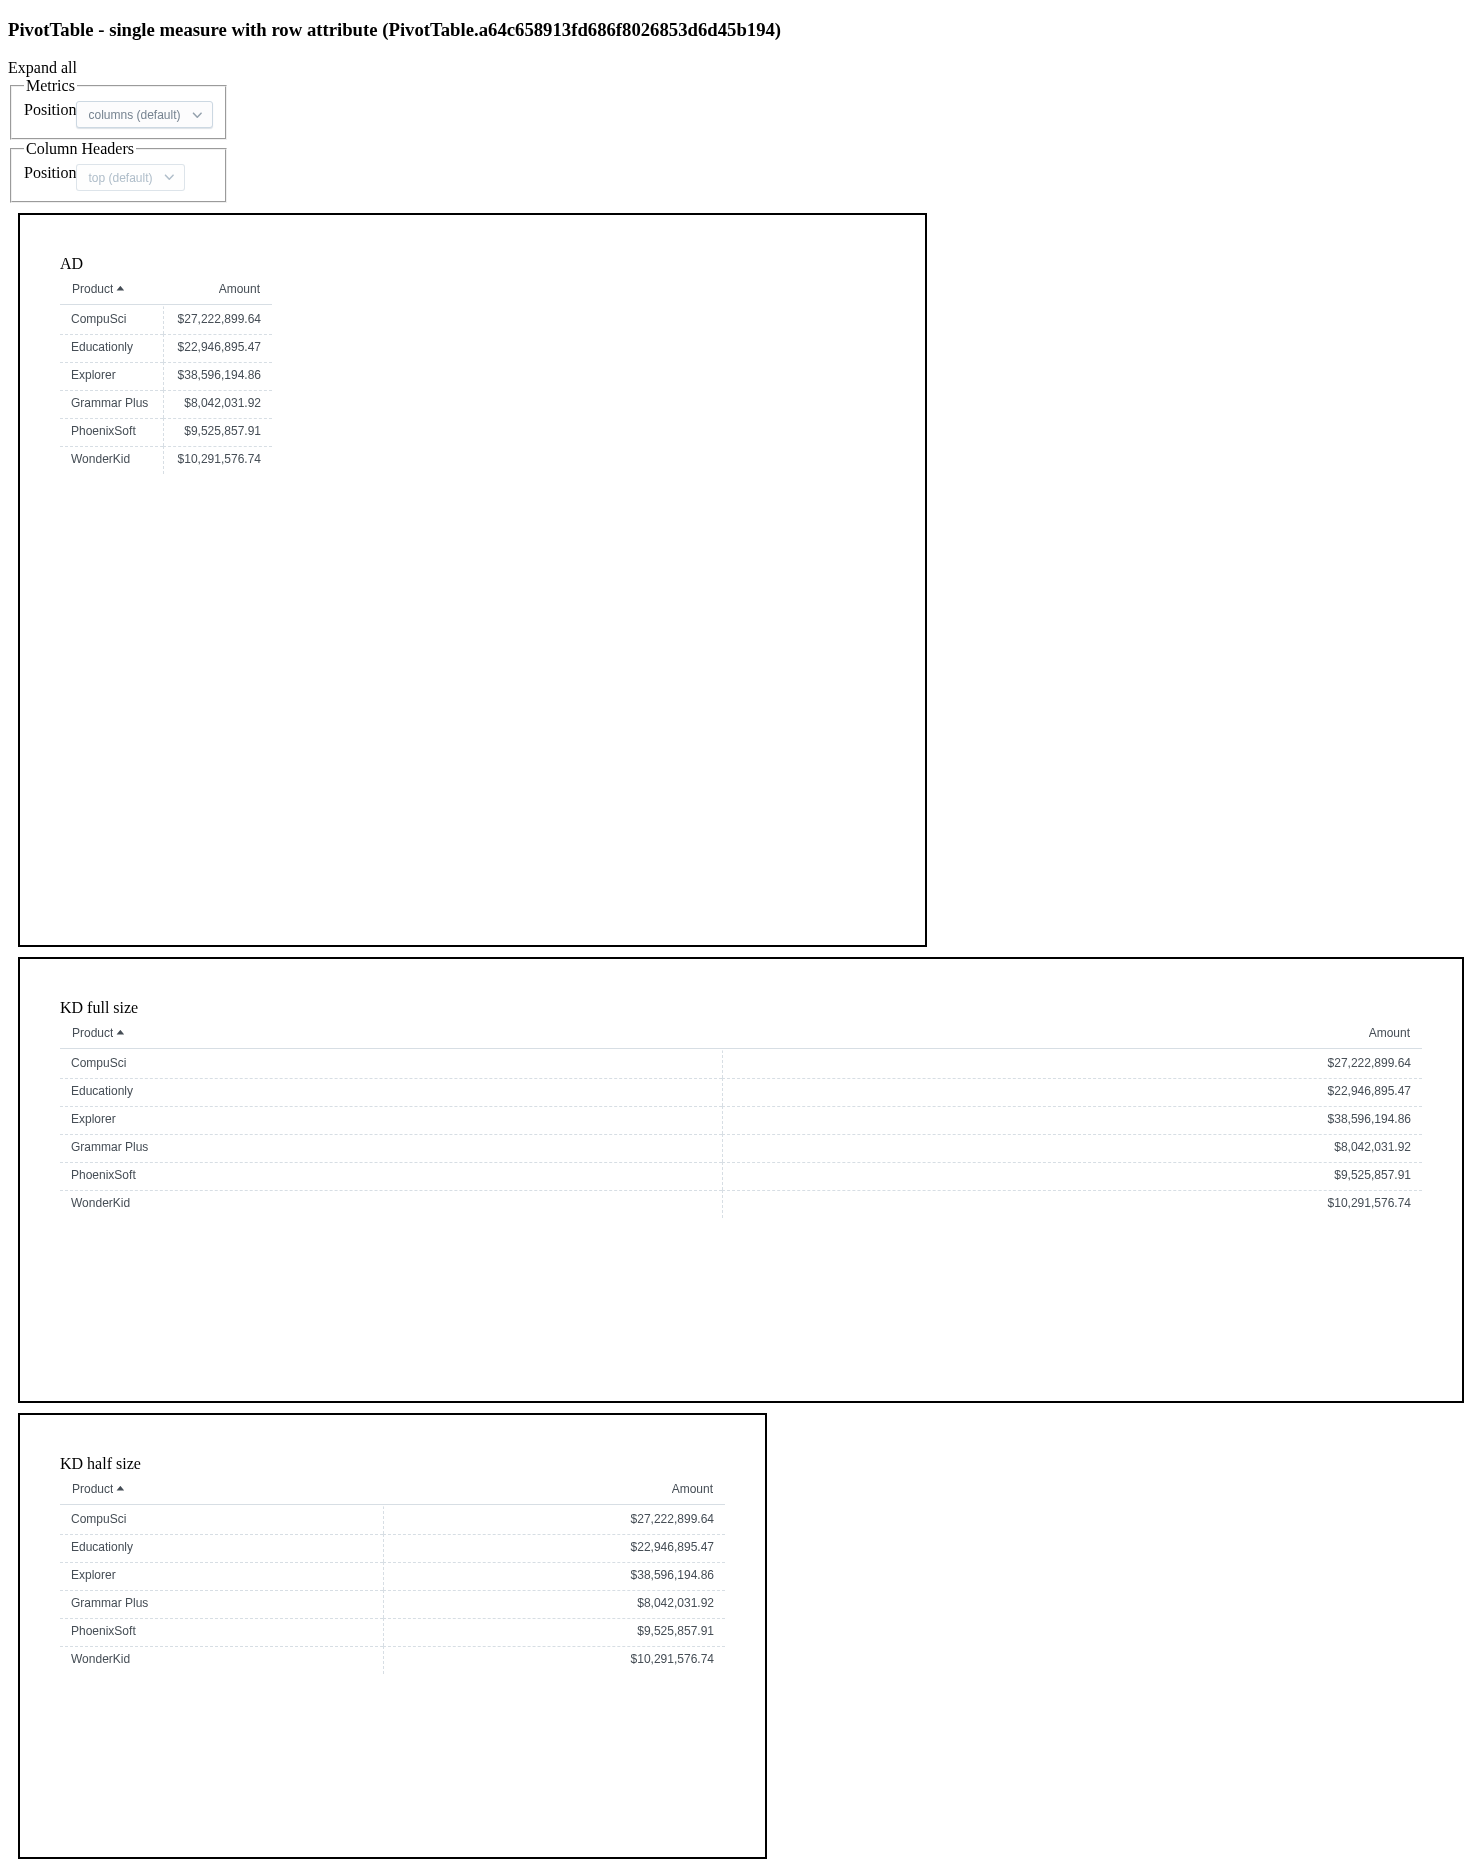 PivotTable - single measure with row attribute (PivotTable.a64c658913fd686f8026853d6d45b194)
Expand all
Metrics
Position columns (default)
Column Headers
Position top (default)
AD
Product Amount
CompuSci $27,222,899.64
Educationly $22,946,895.47
Explorer $38,596,194.86
Grammar Plus $8,042,031.92
PhoenixSoft $9,525,857.91
WonderKid $10,291,576.74
KD full size
Product Amount
CompuSci $27,222,899.64
Educationly $22,946,895.47
Explorer $38,596,194.86
Grammar Plus $8,042,031.92
PhoenixSoft $9,525,857.91
WonderKid $10,291,576.74
KD half size
Product Amount
CompuSci $27,222,899.64
Educationly $22,946,895.47
Explorer $38,596,194.86
Grammar Plus $8,042,031.92
PhoenixSoft $9,525,857.91
WonderKid $10,291,576.74